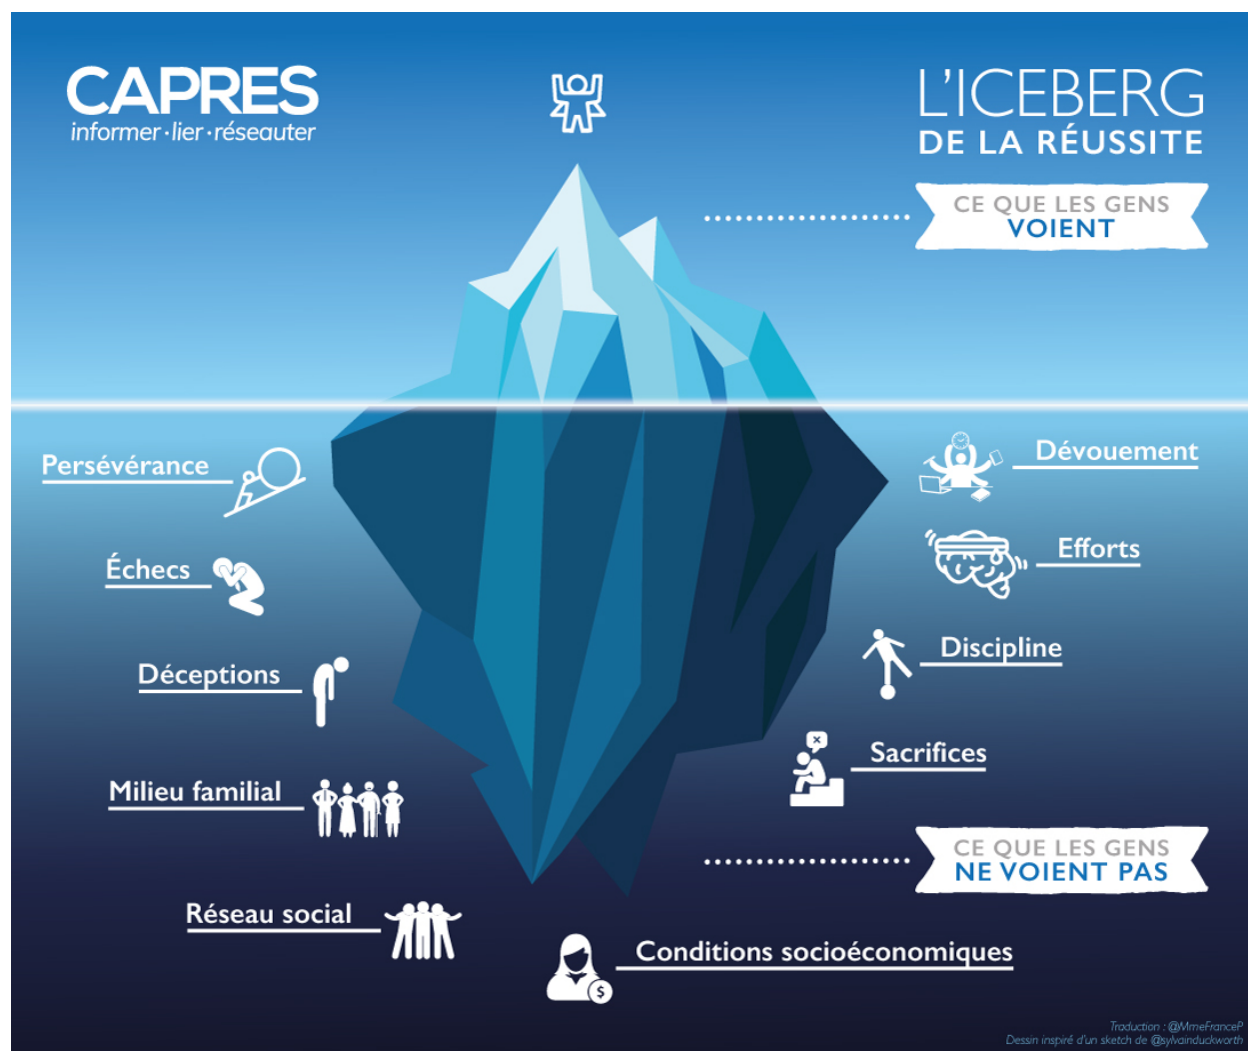 CAPRES
informer·lier·réseauter
L'ICEBERG
DE LA RÉUSSITE
CE QUE LES GENS
VOIENT
Persévérance
Dévouement
Échecs
Efforts
Déceptions
Discipline
Milieu familial
Sacrifices
CE QUE LES GENS
NE VOIENT PAS
Réseau social
Conditions socioéconomiques
$
Traduction : @MmeFranceP
Dessin inspiré d'un sketch de @sylvainduckworth